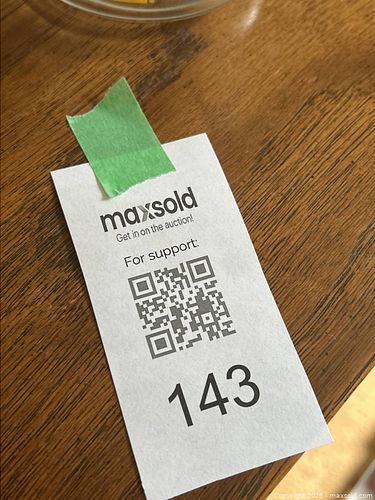 maxsold
Get in on the auction!
For support:
143
Copyright 2025 - maxsold.com